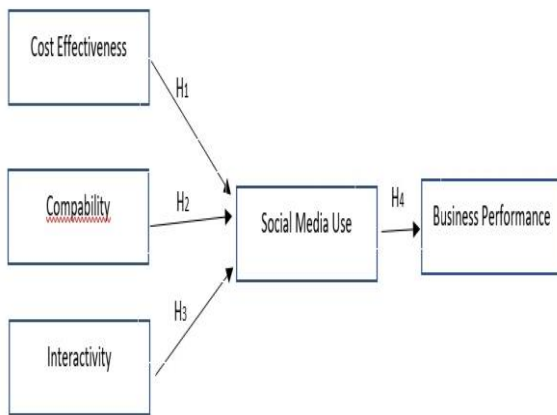 Cost Effectiveness
H1
Compability
H2
Social Media Use
H4
Business Performance
H3
Interactivity